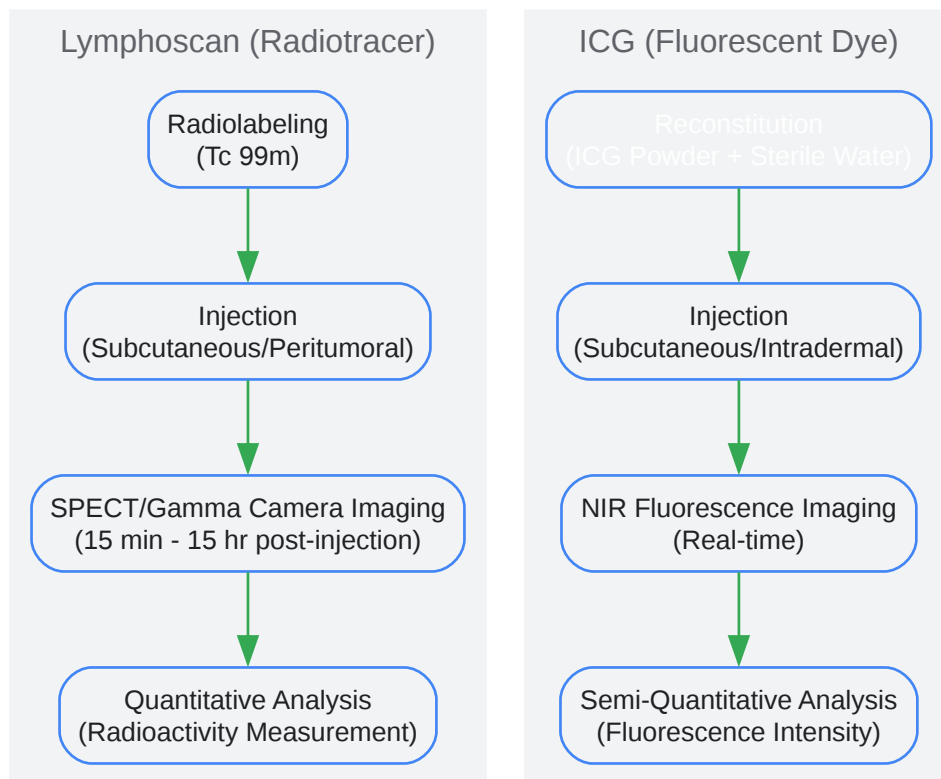 Lymphoscan (Radiotracer)
Radiolabeling
(Tc 99m)
Injection
(Subcutaneous/Peritumoral)
SPECT/Gamma Camera Imaging
(15 min - 15 hr post-injection)
Quantitative Analysis
(Radioactivity Measurement)
ICG (Fluorescent Dye)
Reconstitution
(ICG Powder + Sterile Water)
Injection
(Subcutaneous/Intradermal)
NIR Fluorescence Imaging
(Real-time)
Semi-Quantitative Analysis
(Fluorescence Intensity)